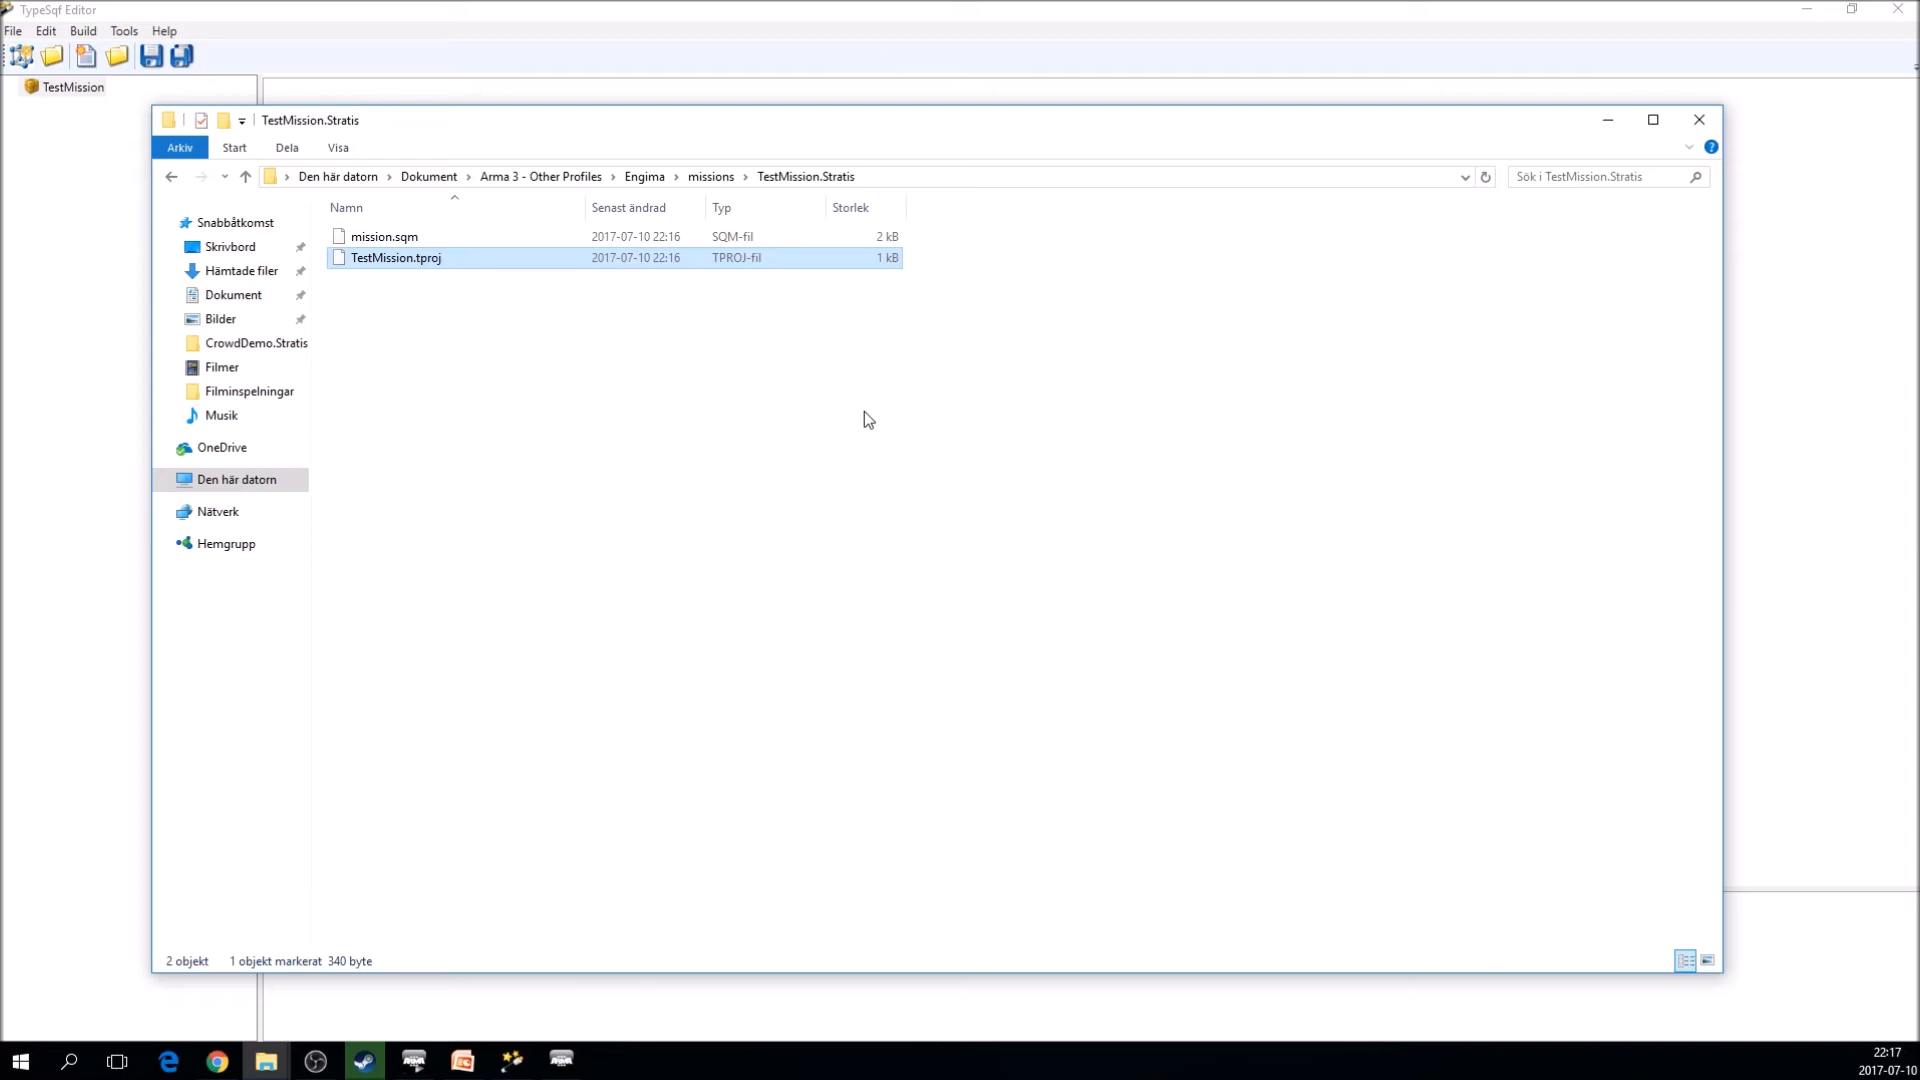 TypeSqf Editor
File Edit Build Tools Help
TestMission
TestMission.Stratis
Arkiv Start Dela Visa
Den här datorn Dokument Arma 3 - Other Profiles Engima missions TestMission.Stratis
Sök i TestMission.Stratis
Namn Senast ändrad Typ Storlek
mission.sqm 2017-07-10 22:16 SQM-fil 2 kB
TestMission.tproj 2017-07-10 22:16 TPROJ-fil 1 kB
Snabbåtkomst
Skrivbord
Hämtade filer
Dokument
Bilder
CrowdDemo.Stratis
Filmer
Filminspelningar
Musik
OneDrive
Den här datorn
Nätverk
Hemgrupp
2 objekt 1 objekt markerat 340 byte
22:17
2017-07-10